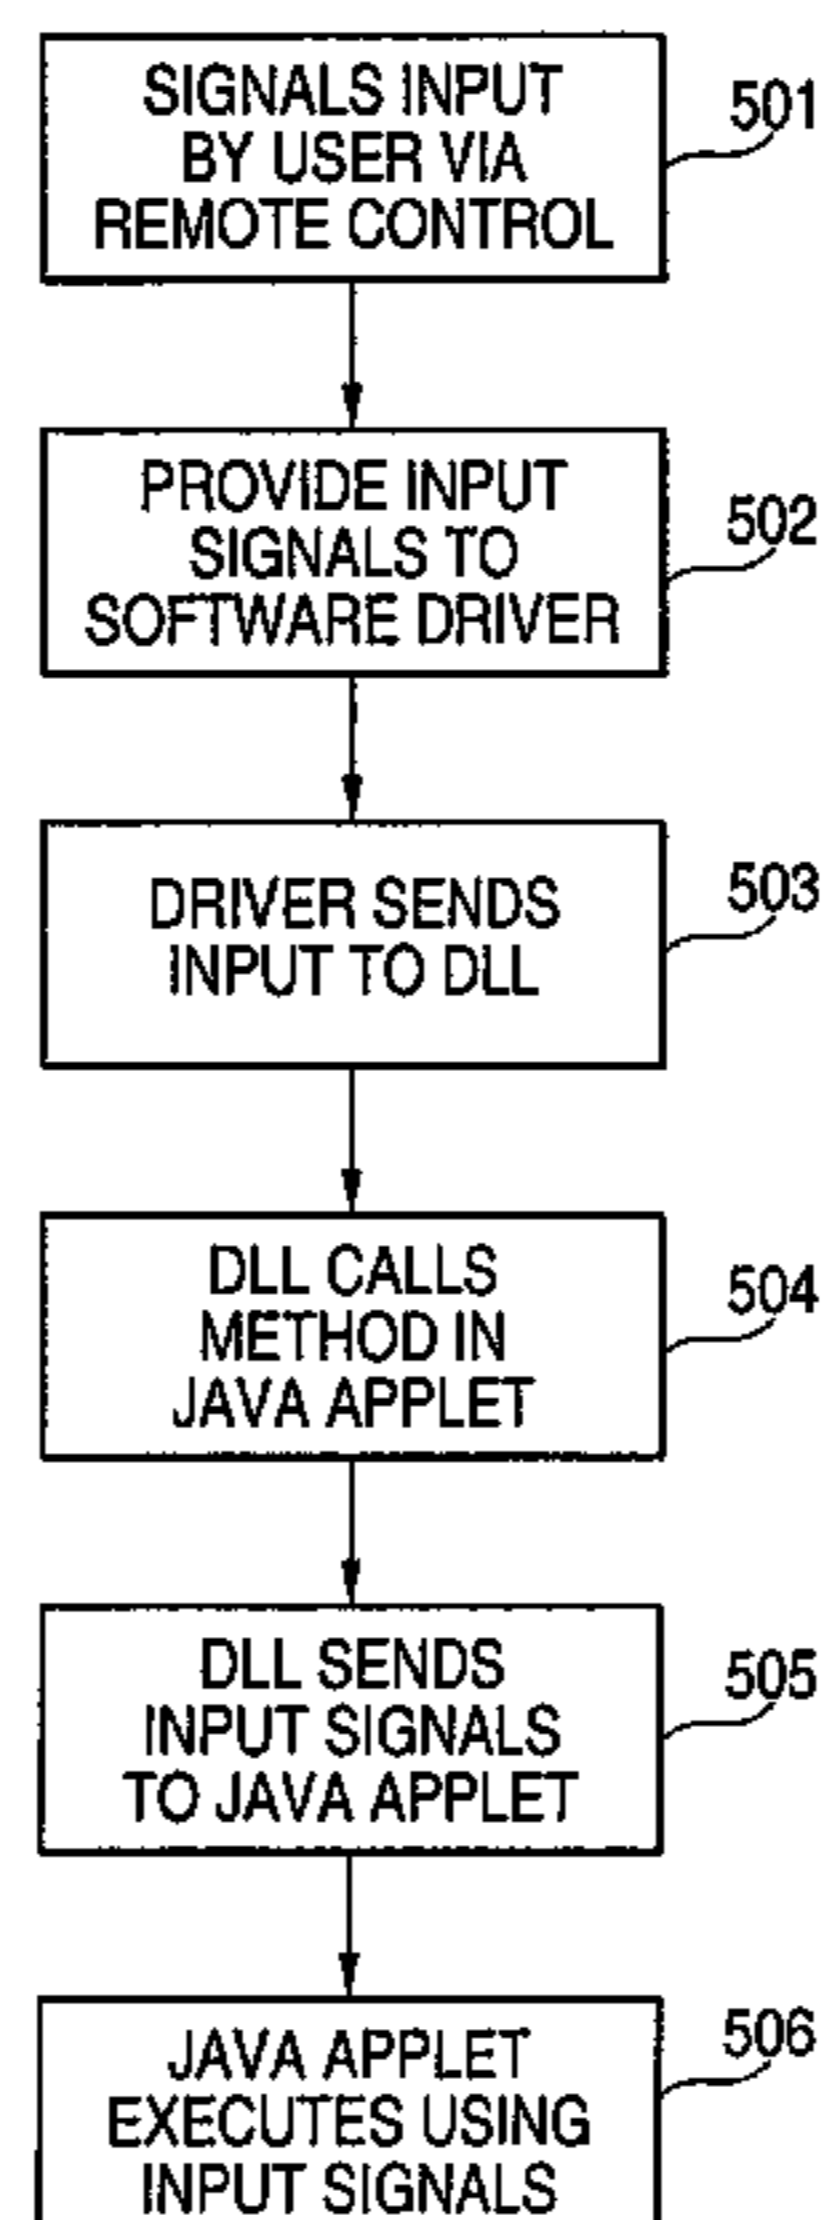 SIGNALS INPUT
BY USER VIA
REMOTE CONTROL
501
PROVIDE INPUT
SIGNALS TO
SOFTWARE DRIVER
502
DRIVER SENDS
INPUT TO DLL
503
DLL CALLS
METHOD IN
JAVA APPLET
504
DLL SENDS
INPUT SIGNALS
TO JAVA APPLET
505
JAVA APPLET
EXECUTES USING
INPUT SIGNALS
506